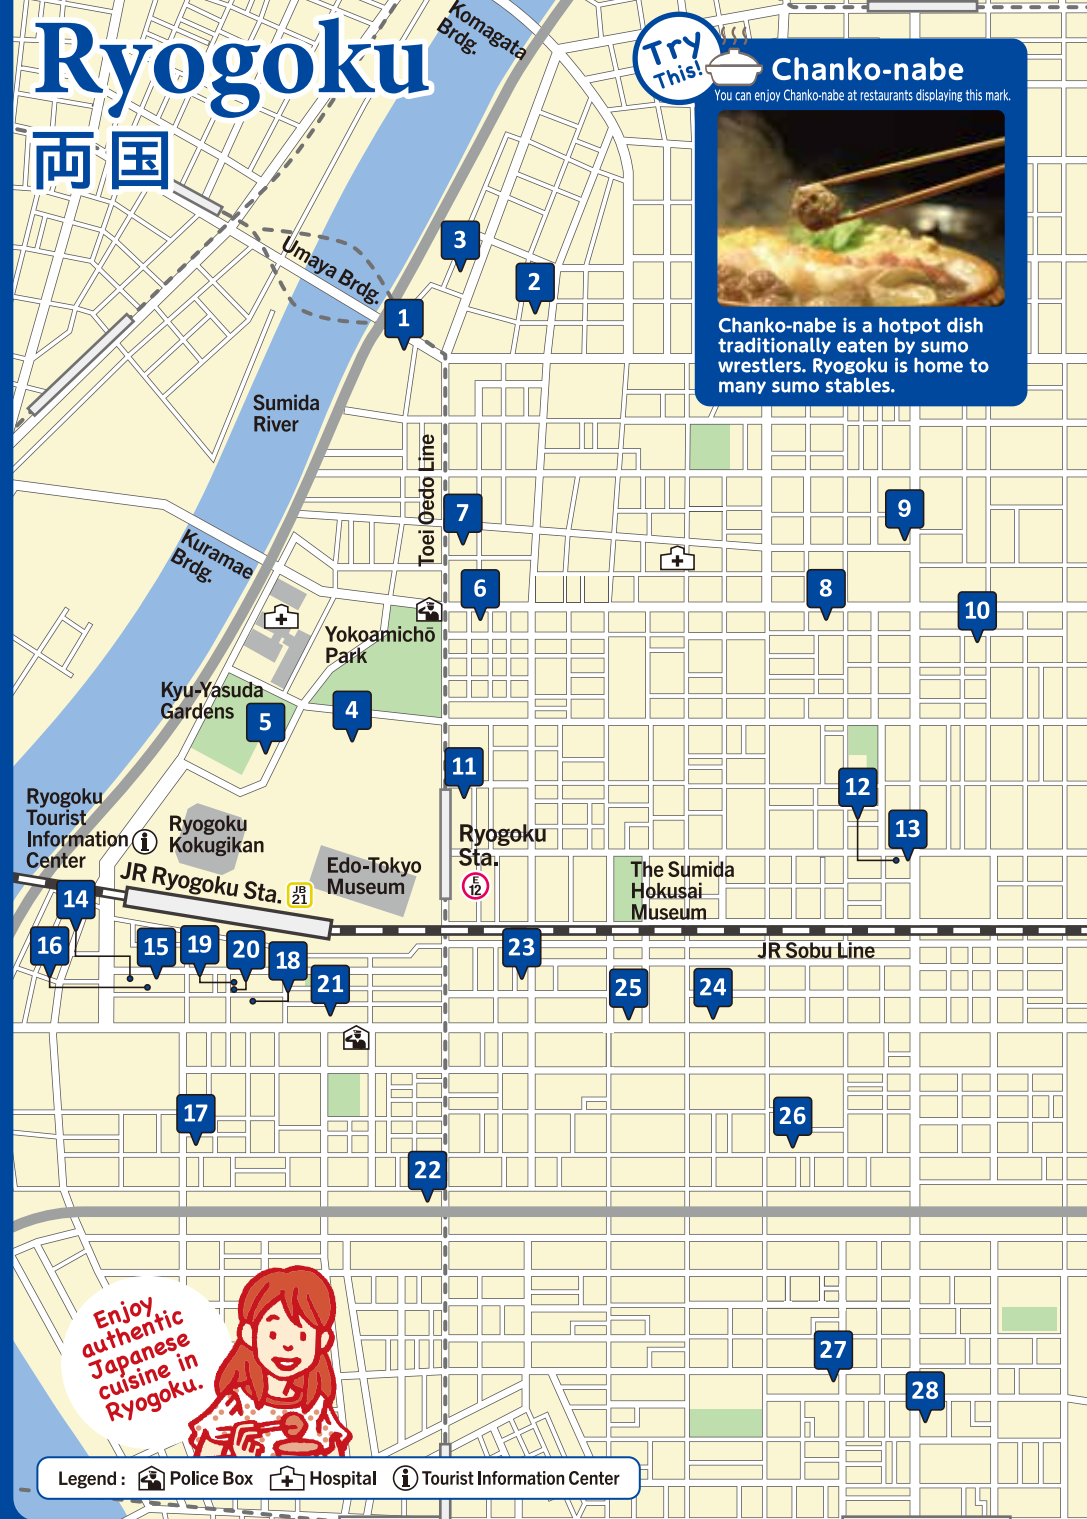 Ryogoku
両国
Komagata
Brdg.
Try
This!
Chanko-nabe
You can enjoy Chanko-nabe at restaurants displaying this mark.
Chanko-nabe is a hotpot dish
traditionally eaten by sumo
wrestlers. Ryogoku is home to
many sumo stables.
3
2
Umaya Brdg.
1
Sumida
River
Toei Oedo Line
7
9
Kuramae
Brdg.
6
8
10
Yokoamichō
Park
Kyu-Yasuda
Gardens
5
4
11
12
13
Ryogoku
Tourist
Information
Center
Ryogoku
Kokugikan
Ryogoku
Sta.
E
12
Edo-Tokyo
Museum
The Sumida
Hokusai
Museum
JR Ryogoku Sta.
JB
21
14
16
15
19
20
18
21
23
JR Sobu Line
25
24
17
26
22
27
28
Enjoy
authentic
Japanese
cuisine in
Ryogoku.
Legend : Police Box Hospital Tourist Information Center